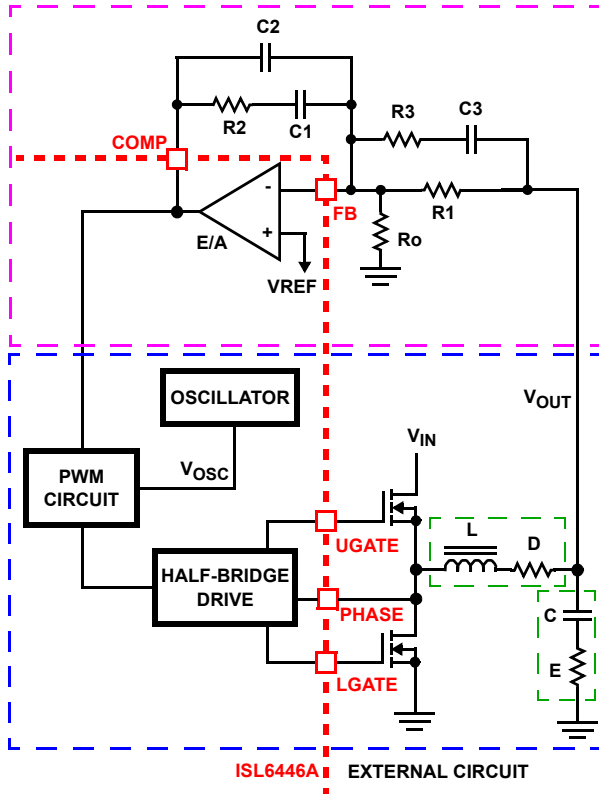 C2
R2
C1
R3
C3
COMP
FB
R1
E/A
-
+
Ro
VREF
OSCILLATOR
VOUT
VIN
PWM
CIRCUIT
VOSC
UGATE
L
D
HALF-BRIDGE
DRIVE
PHASE
C
E
LGATE
ISL6446A
EXTERNAL CIRCUIT